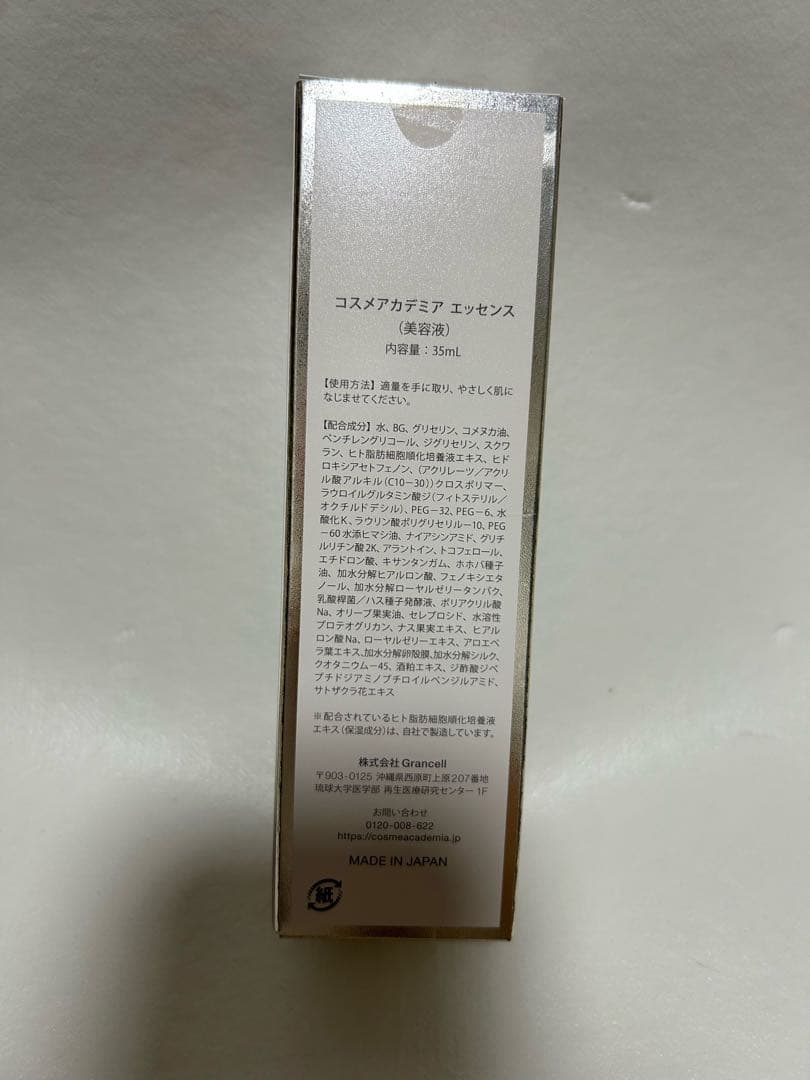 コスメアカデミア エッセンス
（美容液）
内容量：35mL
【使用方法】適量を手に取り、やさしく肌に
なじませてください。
【配合成分】水、BG、グリセリン、コメヌカ油、
ペンチレングリコール、ジグリセリン、スクワ
ラン、ヒト脂肪細胞順化培養液エキス、ヒド
ロキシアセトフェノン、（アクリレーツ／アクリ
ル酸アルキル（C10－30））クロスポリマー、
ラウロイルグルタミン酸ジ（フィトステリル／
オクチルドデシル）、PEG－32、PEG－6、水
酸化K、ラウリン酸ポリグリセリル－10、PEG
－60水添ヒマシ油、ナイアシンアミド、グリチ
ルリチン酸2K、アラントイン、トコフェロール、
エチドロン酸、キサンタンガム、ホホバ種子
油、加水分解ヒアルロン酸、フェノキシエタ
ノール、加水分解ローヤルゼリータンパク、
乳酸桿菌／ハス種子発酵液、ポリアクリル酸
Na、オリーブ果実油、セレブロシド、水溶性
プロテオグリカン、ナス果実エキス、ヒアル
ロン酸Na、ローヤルゼリーエキス、アロエベ
ラ葉エキス、加水分解卵殻膜、加水分解シルク、
クオタニウム－45、酒粕エキス、ジ酢酸ジペ
プチドジアミノブチロイルベンジルアミド、
サトザクラ花エキス
※配合されているヒト脂肪細胞順化培養液
エキス（保湿成分）は、自社で製造しています。
株式会社Grancell
〒903-0125 沖縄県西原町上原207番地
琉球大学医学部 再生医療研究センター 1F
お問い合わせ
0120-008-622
https://cosmeacademia.jp
MADE IN JAPAN
紙